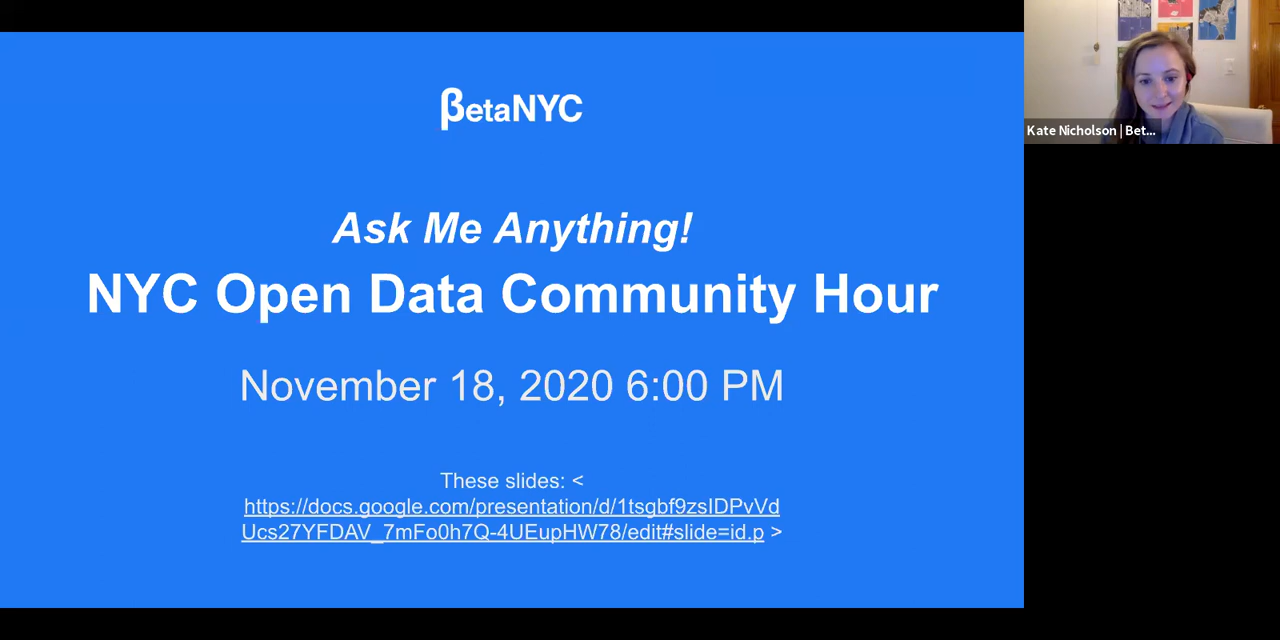 βetaNYC
Ask Me Anything!
NYC Open Data Community Hour
November 18, 2020 6:00 PM
These slides: <
https://docs.google.com/presentation/d/1tsgbf9zsIDPvVd
Ucs27YFDAV_7mFo0h7Q-4UEupHW78/edit#slide=id.p >
Kate Nicholson | Bet...